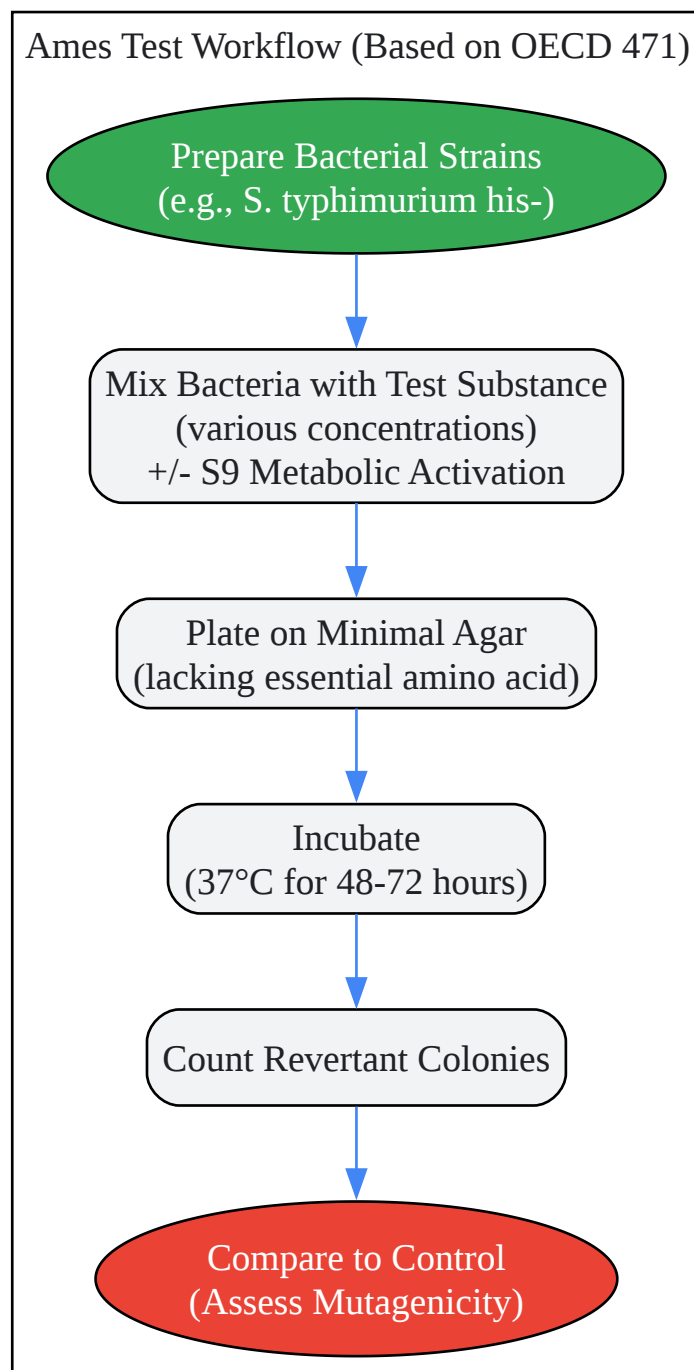 Ames Test Workflow (Based on OECD 471)
Prepare Bacterial Strains
(e.g., S. typhimurium his-)
Mix Bacteria with Test Substance
(various concentrations)
+/- S9 Metabolic Activation
Plate on Minimal Agar
(lacking essential amino acid)
Incubate
(37°C for 48-72 hours)
Count Revertant Colonies
Compare to Control
(Assess Mutagenicity)